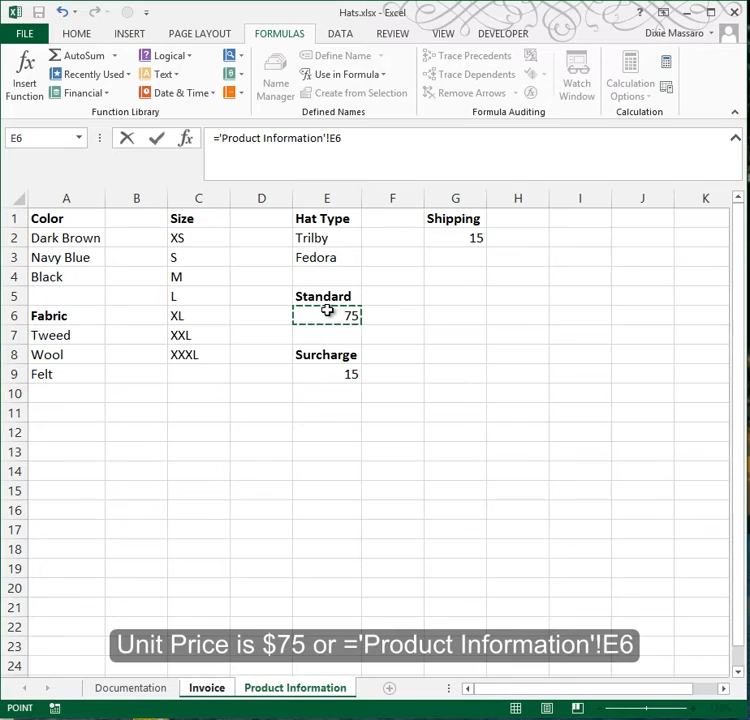 Hats.xlsx - Excel
FILE HOME INSERT PAGE LAYOUT FORMULAS DATA REVIEW VIEW DEVELOPER Dixie Massaro
Insert Function
AutoSum
Recently Used
Financial
Logical
Text
Date & Time
Function Library
Name Manager
Define Name
Use in Formula
Create from Selection
Defined Names
Trace Precedents
Trace Dependents
Remove Arrows
Formula Auditing
Watch Window
Calculation Options
Calculation
E6 fx ='Product Information'!E6
A B C D E F G H I J K
1 Color Size Hat Type Shipping
2 Dark Brown XS Trilby 15
3 Navy Blue S Fedora
4 Black M
5 L Standard
6 Fabric XL 75
7 Tweed XXL
8 Wool XXXL Surcharge
9 Felt 15
10
11
12
13
14
15
16
17
18
19
20
21
22
23
24
Unit Price is $75 or ='Product Information'!E6
Documentation Invoice Product Information
POINT